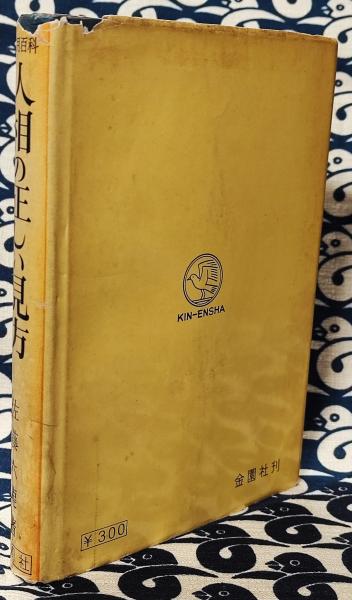 百科
人相の正しい見方
佐藤
社
KIN-ENSHA
金園社刊
¥300